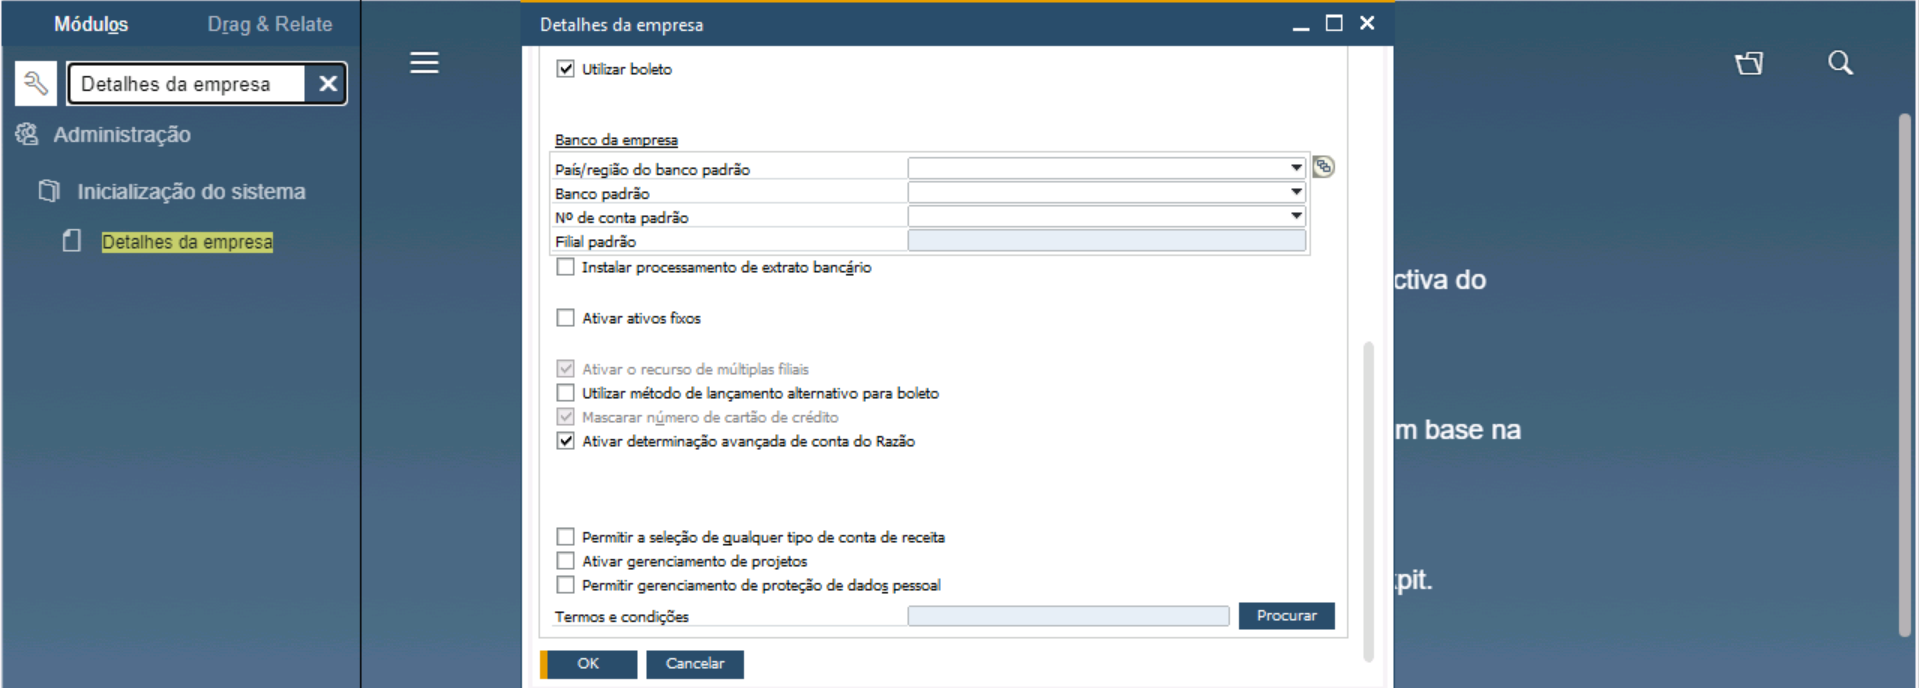 Módulos
Drag & Relate
Detalhes da empresa
Administração
Inicialização do sistema
Detalhes da empresa
Detalhes da empresa
Utilizar boleto
Banco da empresa
País/região do banco padrão
Banco padrão
Nº de conta padrão
Filial padrão
Instalar processamento de extrato bancário
Ativar ativos fixos
Ativar o recurso de múltiplas filiais
Utilizar método de lançamento alternativo para boleto
Mascarar número de cartão de crédito
Ativar determinação avançada de conta do Razão
Permitir a seleção de qualquer tipo de conta de receita
Ativar gerenciamento de projetos
Permitir gerenciamento de proteção de dados pessoal
Termos e condições
Procurar
OK
Cancelar
ctiva do
m base na
pit.